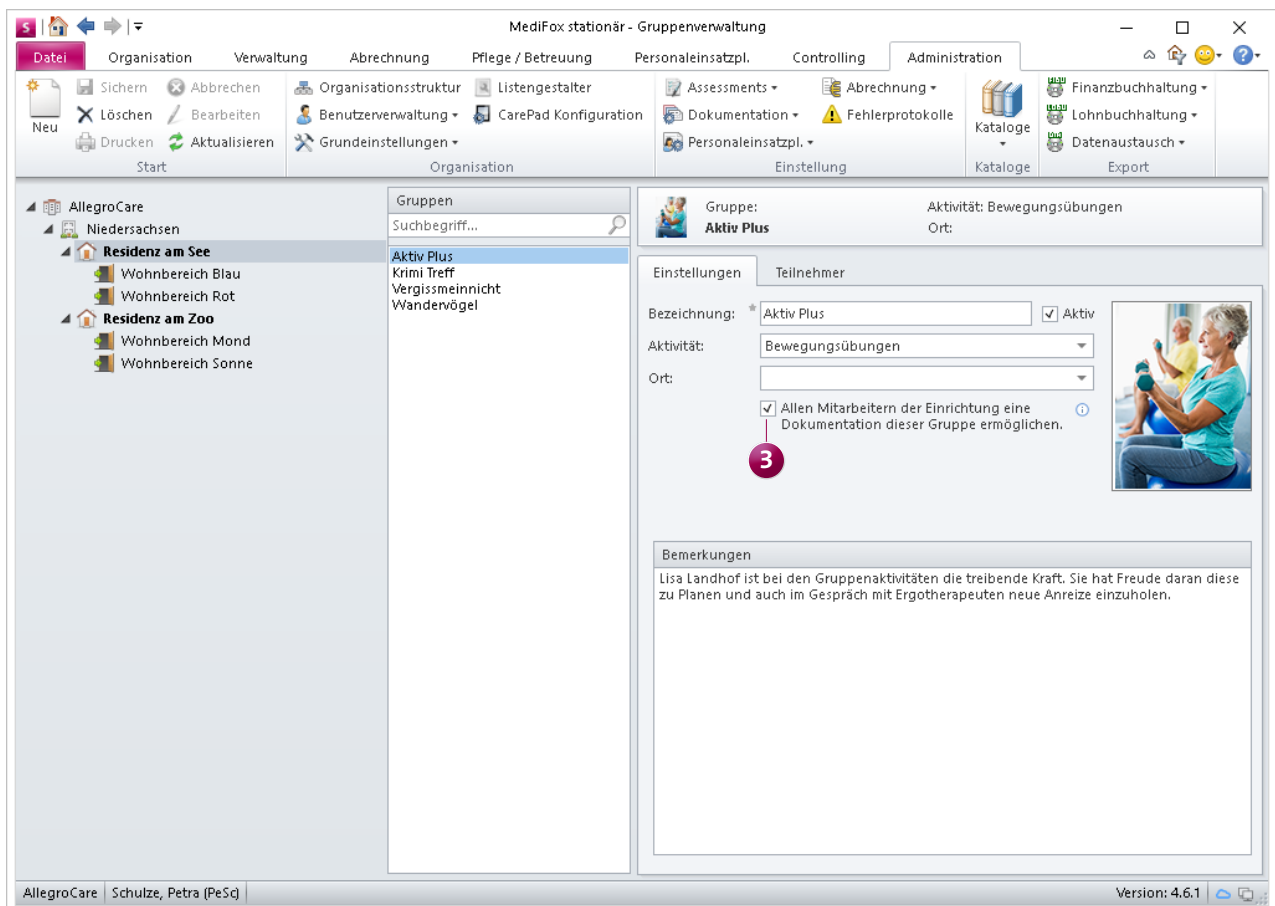 S
MediFox stationär - Gruppenverwaltung
Datei Organisation Verwaltung Abrechnung Pflege / Betreuung Personaleinsatzpl. Controlling Administration
Neu
Sichern Abbrechen
Löschen Bearbeiten
Drucken Aktualisieren
Start
Organisationsstruktur Listengestalter
Benutzerverwaltung CarePad Konfiguration
Grundeinstellungen
Organisation
Assessments Abrechnung
Dokumentation Fehlerprotokolle
Personaleinsatzpl.
Einstellung
Kataloge
Kataloge
Finanzbuchhaltung
Lohnbuchhaltung
Datenaustausch
Export
AllegroCare
Niedersachsen
Residenz am See
Wohnbereich Blau
Wohnbereich Rot
Residenz am Zoo
Wohnbereich Mond
Wohnbereich Sonne
Gruppen
Suchbegriff...
Aktiv Plus
Krimi Treff
Vergissmeinnicht
Wandervögel
Gruppe: Aktivität: Bewegungsübungen
Aktiv Plus Ort:
Einstellungen Teilnehmer
Bezeichnung: * Aktiv Plus Aktiv
Aktivität: Bewegungsübungen
Ort:
Allen Mitarbeitern der Einrichtung eine
Dokumentation dieser Gruppe ermöglichen.
3
Bemerkungen
Lisa Landhof ist bei den Gruppenaktivitäten die treibende Kraft. Sie hat Freude daran diese
zu Planen und auch im Gespräch mit Ergotherapeuten neue Anreize einzuholen.
AllegroCare Schulze, Petra (PeSc) Version: 4.6.1